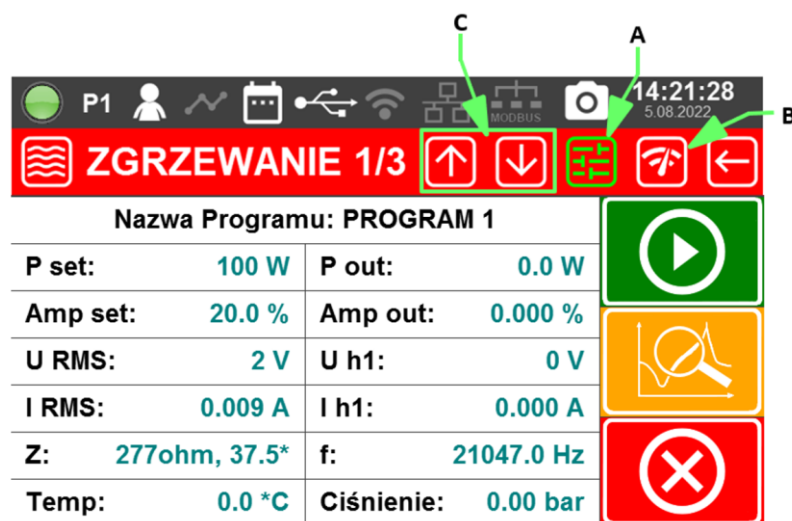 C
A
P1 MODBUS 14:21:28
5.08.2022
B
ZGRZEWANIE 1/3
Nazwa Programu: PROGRAM 1
P set: 100 W P out: 0.0 W
Amp set: 20.0 % Amp out: 0.000 %
U RMS: 2 V U h1: 0 V
I RMS: 0.009 A I h1: 0.000 A
Z: 277ohm, 37.5* f: 21047.0 Hz
Temp: 0.0 *C Ciśnienie: 0.00 bar